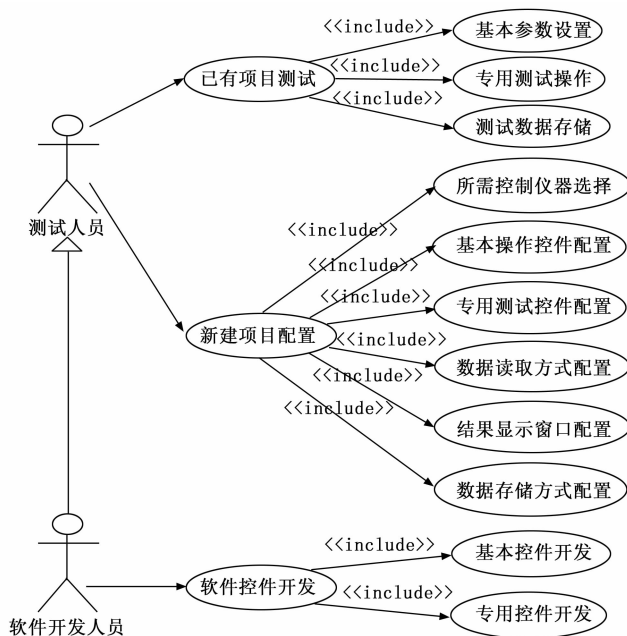 <<include>>
基本参数设置
已有项目测试
<<include>>
专用测试操作
<<include>>
测试数据存储
测试人员
<<include>>
所需控制仪器选择
<<include>>
基本操作控件配置
<<include>>
专用测试控件配置
新建项目配置
<<include>>
数据读取方式配置
<<include>>
结果显示窗口配置
<<include>>
数据存储方式配置
<<include>>
基本控件开发
软件控件开发
<<include>>
专用控件开发
软件开发人员